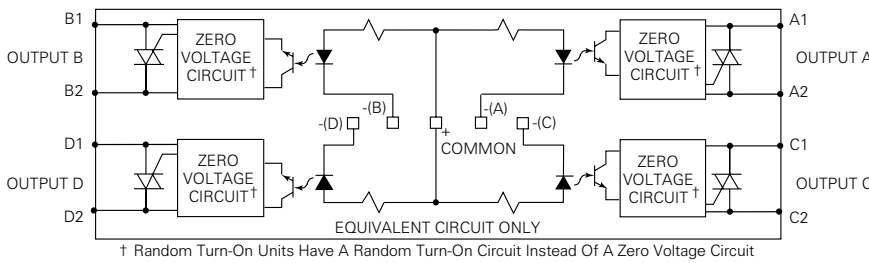 B1
A1
ZERO
VOLTAGE
CIRCUIT †
ZERO
VOLTAGE
CIRCUIT †
OUTPUT B
OUTPUT A
B2
A2
-(B)
-(A)
-(D)
-(C)
+
COMMON
D1
C1
ZERO
VOLTAGE
CIRCUIT †
ZERO
VOLTAGE
CIRCUIT †
OUTPUT D
OUTPUT C
D2
C2
EQUIVALENT CIRCUIT ONLY
† Random Turn-On Units Have A Random Turn-On Circuit Instead Of A Zero Voltage Circuit